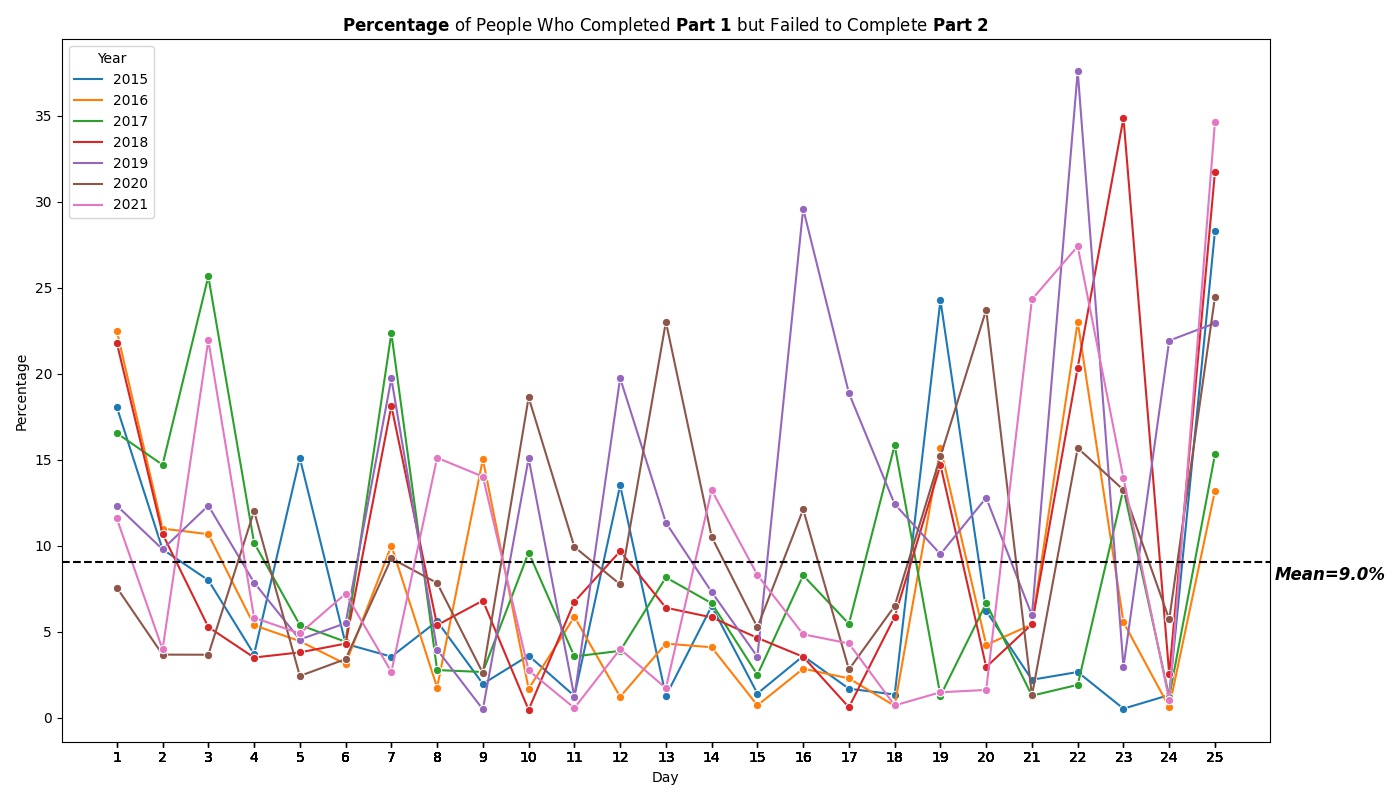 Percentage of People Who Completed Part 1 but Failed to Complete Part 2
Year
2015
2016
2017
2018
2019
2020
2021
35
30
25
20
15
10
5
0
Percentage
Mean=9.0%
1 2 3 4 5 6 7 8 9 10 11 12 13 14 15 16 17 18 19 20 21 22 23 24 25
Day